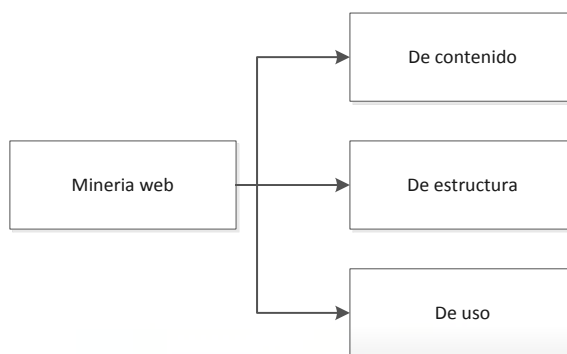 De contenido
Mineria web
De estructura
De uso